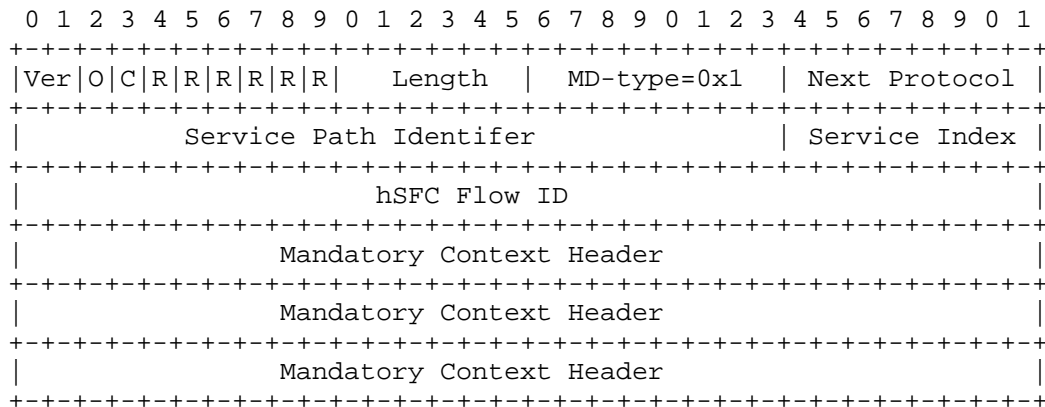 0 1 2 3 4 5 6 7 8 9 0 1 2 3 4 5 6 7 8 9 0 1 2 3 4 5 6 7 8 9 0 1
+-+-+-+-+-+-+-+-+-+-+-+-+-+-+-+-+-+-+-+-+-+-+-+-+-+-+-+-+-+-+-+-+
|Ver|O|C|R|R|R|R|R|R|   Length  |  MD-type=0x1  | Next Protocol |
+-+-+-+-+-+-+-+-+-+-+-+-+-+-+-+-+-+-+-+-+-+-+-+-+-+-+-+-+-+-+-+-+
|          Service Path Identifer               | Service Index |
+-+-+-+-+-+-+-+-+-+-+-+-+-+-+-+-+-+-+-+-+-+-+-+-+-+-+-+-+-+-+-+-+
|                      hSFC Flow ID                             |
+-+-+-+-+-+-+-+-+-+-+-+-+-+-+-+-+-+-+-+-+-+-+-+-+-+-+-+-+-+-+-+-+
|                Mandatory Context Header                       |
+-+-+-+-+-+-+-+-+-+-+-+-+-+-+-+-+-+-+-+-+-+-+-+-+-+-+-+-+-+-+-+-+
|                Mandatory Context Header                       |
+-+-+-+-+-+-+-+-+-+-+-+-+-+-+-+-+-+-+-+-+-+-+-+-+-+-+-+-+-+-+-+-+
|                Mandatory Context Header                       |
+-+-+-+-+-+-+-+-+-+-+-+-+-+-+-+-+-+-+-+-+-+-+-+-+-+-+-+-+-+-+-+-+